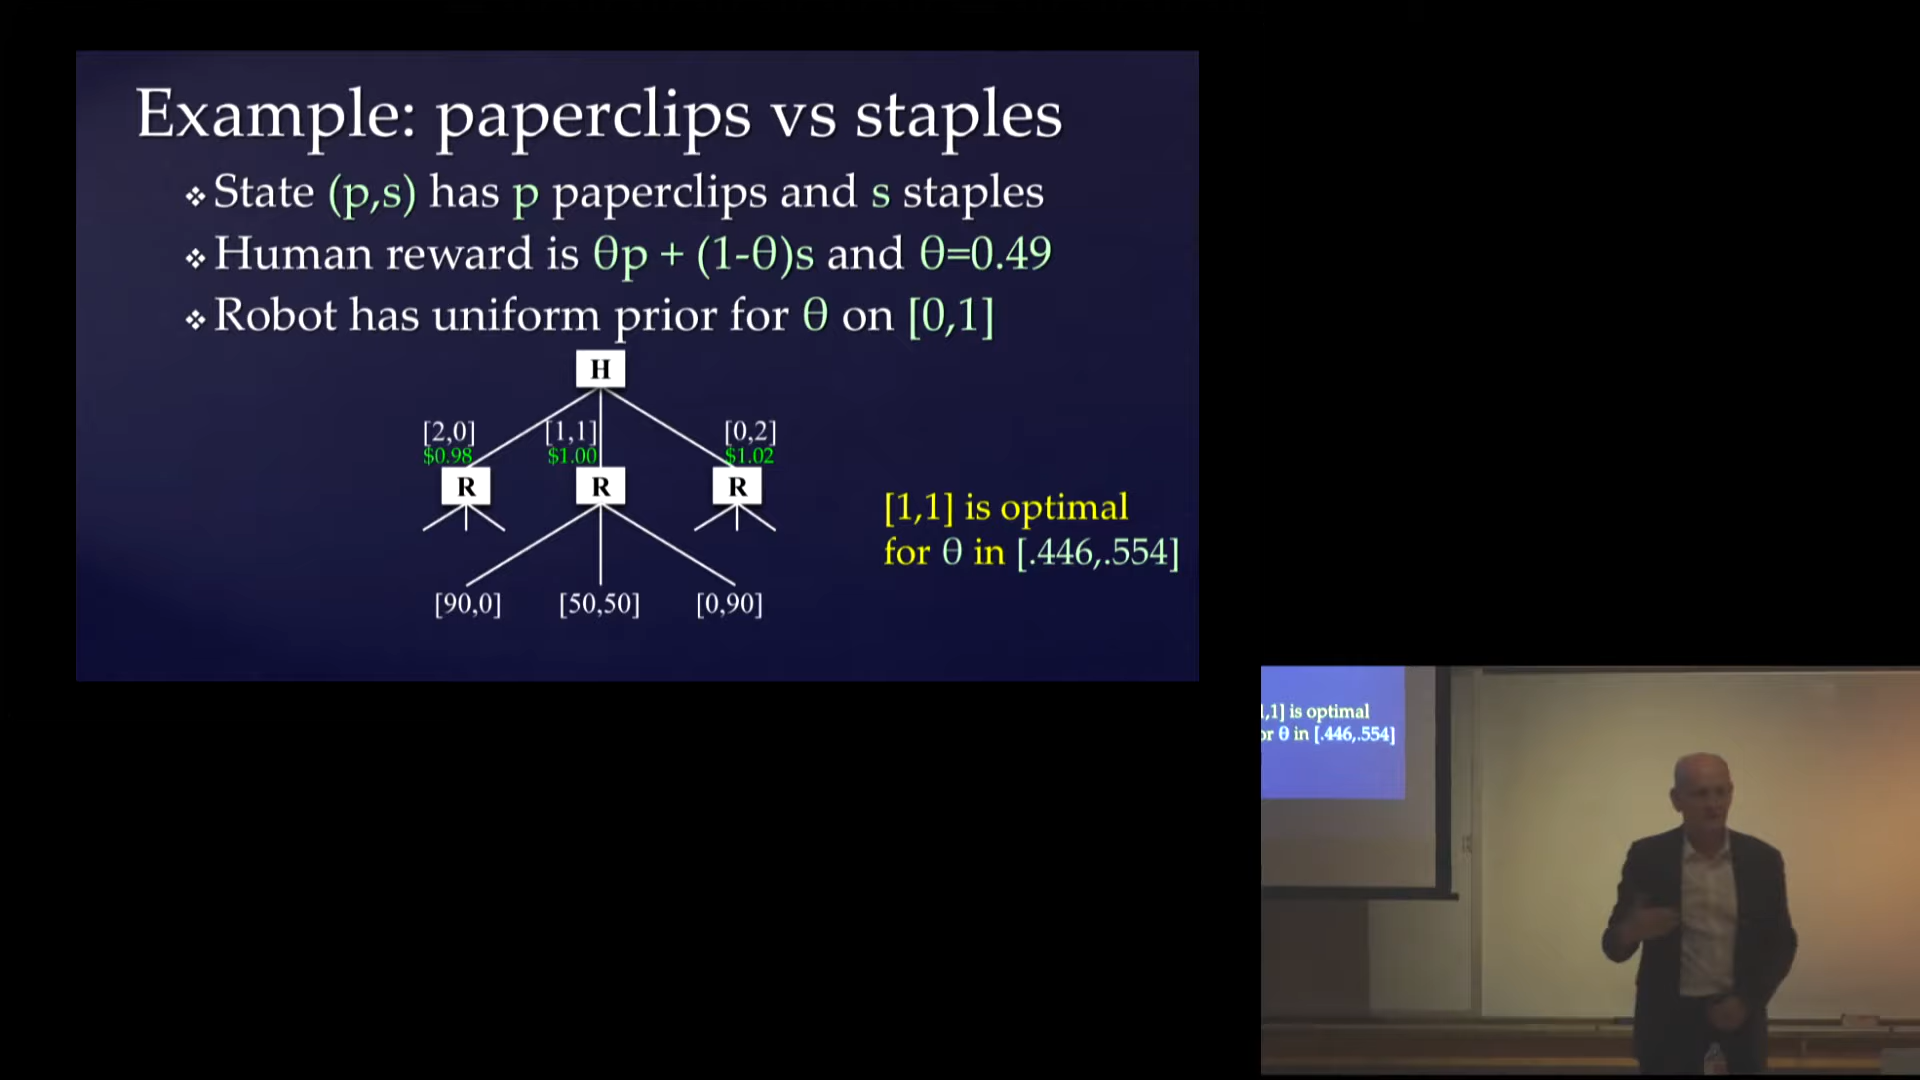 Example: paperclips vs staples
❖ State (p,s) has p paperclips and s staples
❖ Human reward is θp + (1-θ)s and θ=0.49
❖ Robot has uniform prior for θ on [0,1]
H
[2,0] [1,1] [0,2]
$0.98 $1.00 $1.02
R R R
[1,1] is optimal
for θ in [.446,.554]
[90,0] [50,50] [0,90]
,1] is optimal
or θ in [.446,.554]